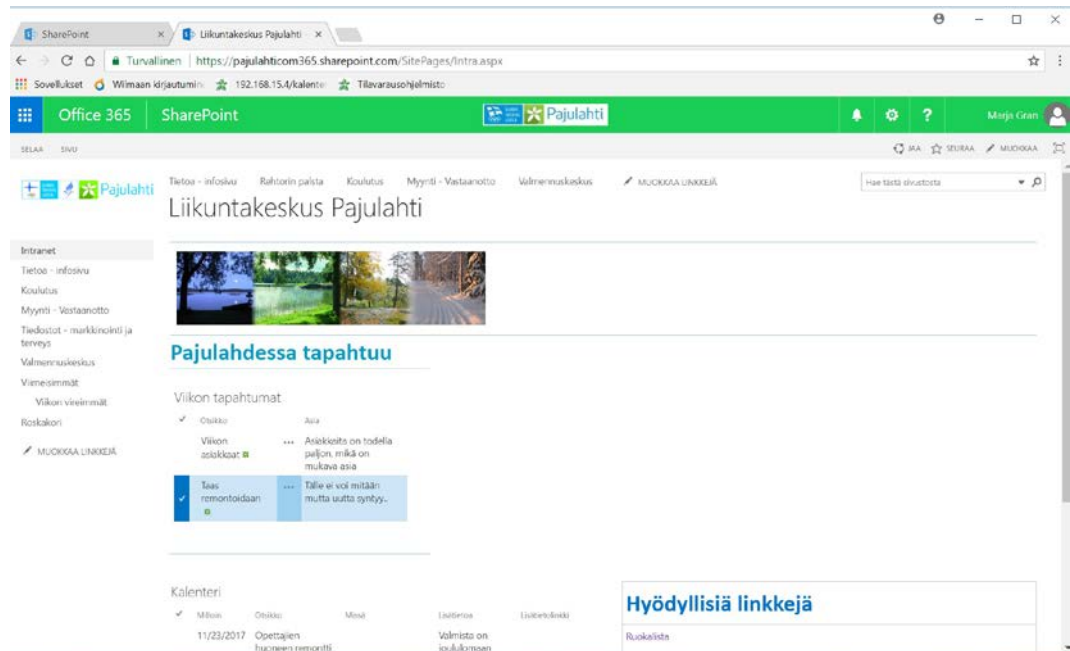 SharePoint
Liikuntakeskus Pajulahti
Turvallinen https://pajulahticom365.sharepoint.com/SitePages/Intra.aspx
Sovellukset Wilmaan kirjautumin 192.168.15.4/kalenter Tilavarausohjelmisto
Office 365 SharePoint Pajulahti ? Marja Gran
SELAA SIVU JAA SEURAA MUOKKAA
Pajulahti
Tietoa - infosivu Rehtorin palsta Koulutus Myynti - Vastaanotto Valmennuskeskus MUOKKAA LINKKEJÄ
Hae tästä sivustosta
Liikuntakeskus Pajulahti
Intranet
Tietoa - infosivu
Koulutus
Myynti - Vastaanotto
Tiedostot - markkinointi ja
terveys
Valmennuskeskus
Viimeisimmät
Viikon vireimmät
Roskakori
MUOKKAA LINKKEJÄ
Pajulahdessa tapahtuu
Viikon tapahtumat
Otsikko Asia
Viikon
asiakkaat
... Asiakkaita on todella
paljon, mikä on
mukava asia
Taas
remontoidaan
... Tälle ei voi mitään
mutta uutta syntyy..
Kalenteri
Milloin Otsikko Missä Lisätietoa Lisätietolinkki
11/23/2017 Opettajien
huoneen remontti
Valmista on
joululomaan
Hyödyllisiä linkkejä
Ruokalista